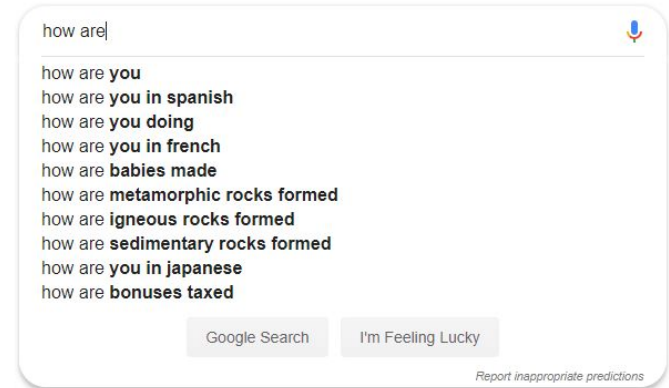 how are
how are you
how are you in spanish
how are you doing
how are you in french
how are babies made
how are metamorphic rocks formed
how are igneous rocks formed
how are sedimentary rocks formed
how are you in japanese
how are bonuses taxed
Google Search I'm Feeling Lucky
Report inappropriate predictions